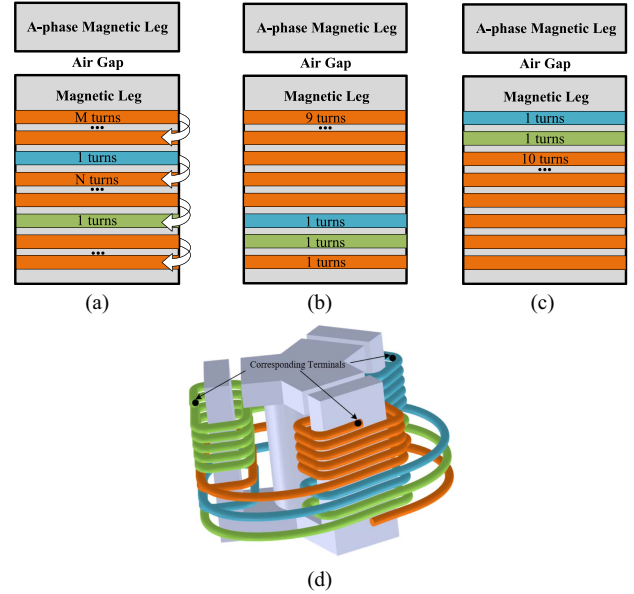 A-phase Magnetic Leg
Air Gap
Magnetic Leg
M turns
•••
1 turns
N turns
•••
1 turns
•••
(a)
A-phase Magnetic Leg
Air Gap
Magnetic Leg
9 turns
•••
1 turns
1 turns
1 turns
(b)
A-phase Magnetic Leg
Air Gap
Magnetic Leg
1 turns
1 turns
10 turns
•••
(c)
Corresponding Terminals
(d)